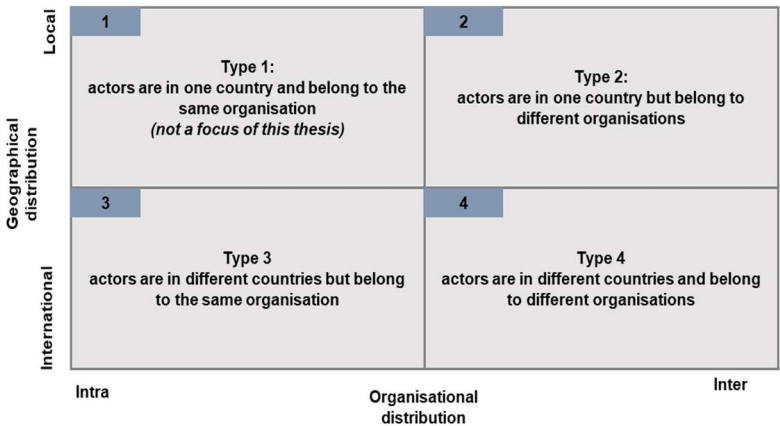 Geographical
distribution
Local
International
1
Type 1:
actors are in one country and belong to the
same organisation
(not a focus of this thesis)
2
Type 2:
actors are in one country but belong to
different organisations
3
Type 3
actors are in different countries but belong
to the same organisation
4
Type 4
actors are in different countries and belong
to different organisations
Intra
Organisational
distribution
Inter